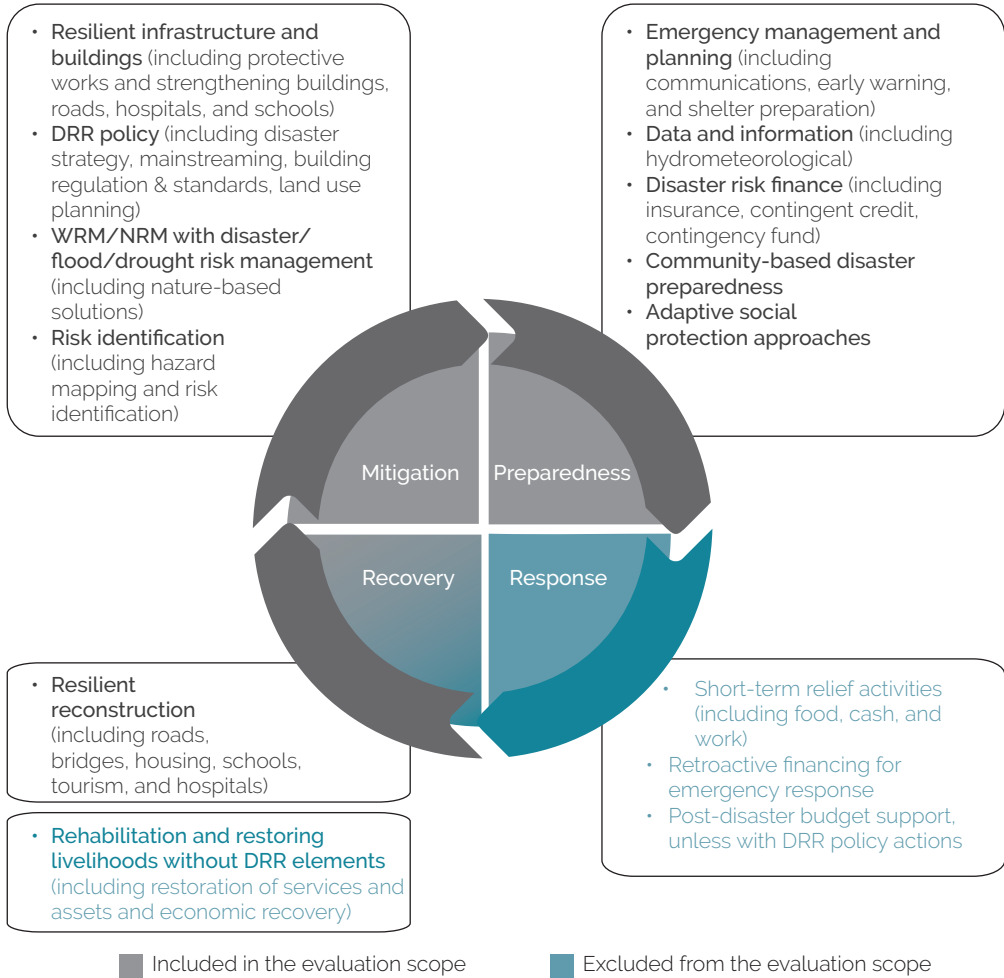 • Resilient infrastructure and
buildings (including protective
works and strengthening buildings,
roads, hospitals, and schools)
• DRR policy (including disaster
strategy, mainstreaming, building
regulation & standards, land use
planning)
• WRM/NRM with disaster/
flood/drought risk management
(including nature-based
solutions)
• Risk identification
(including hazard
mapping and risk
identification)
• Emergency management and
planning (including
communications, early warning,
and shelter preparation)
• Data and information (including
hydrometeorological)
• Disaster risk finance (including
insurance, contingent credit,
contingency fund)
• Community-based disaster
preparedness
• Adaptive social
protection approaches
Mitigation
Preparedness
Recovery
Response
• Resilient
reconstruction
(including roads,
bridges, housing, schools,
tourism, and hospitals)
• Rehabilitation and restoring
livelihoods without DRR elements
(including restoration of services and
assets and economic recovery)
• Short-term relief activities
(including food, cash, and
work)
• Retroactive financing for
emergency response
• Post-disaster budget support,
unless with DRR policy actions
Included in the evaluation scope
Excluded from the evaluation scope